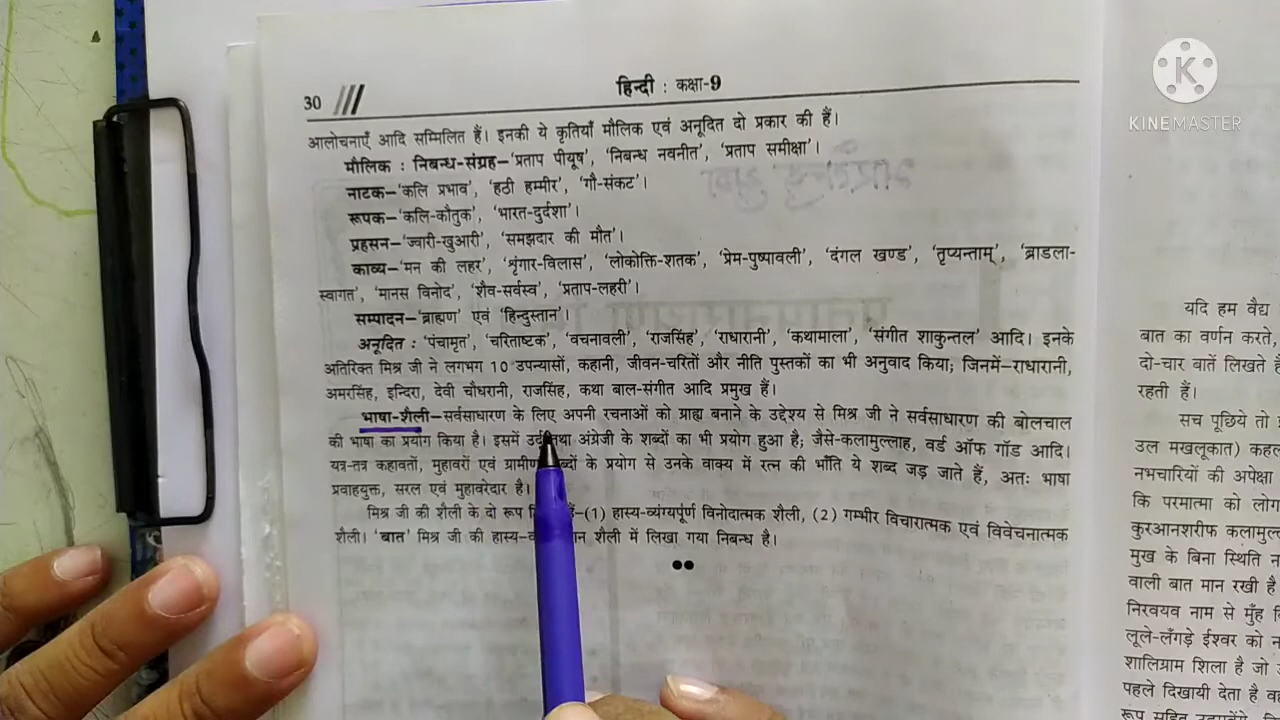 30 हिन्दी : कक्षा-9
आलोचनाएँ आदि सम्मिलित हैं। इनकी ये कृतियाँ मौलिक एवं अनूदित दो प्रकार की हैं।
मौलिक : निबन्ध-संग्रह–‘प्रताप पीयूष’, ‘निबन्ध नवनीत’, ‘प्रताप समीक्षा’।
नाटक–‘कलि प्रभाव’, ‘हठी हम्मीर’, ‘गौ-संकट’।
रूपक–‘कलि-कौतुक’, ‘भारत-दुर्दशा’।
प्रहसन–‘ज्वारी-खुआरी’, ‘समझदार की मौत’।
काव्य–‘मन की लहर’, ‘शृंगार-विलास’, ‘लोकोक्ति-शतक’, ‘प्रेम-पुष्पावली’, ‘दंगल खण्ड’, ‘तृप्यन्ताम्’, ‘ब्राडला-
स्वागत’, ‘मानस विनोद’, ‘शैव-सर्वस्व’, ‘प्रताप-लहरी’।
सम्पादन–‘ब्राह्मण’ एवं ‘हिन्दुस्तान’।
अनूदित : ‘पंचामृत’, ‘चरिताष्टक’, ‘वचनावली’, ‘राजसिंह’, ‘राधारानी’, ‘कथामाला’, ‘संगीत शाकुन्तल’ आदि। इनके
अतिरिक्त मिश्र जी ने लगभग 10 उपन्यासों, कहानी, जीवन-चरितों और नीति पुस्तकों का भी अनुवाद किया; जिनमें–राधारानी,
अमरसिंह, इन्दिरा, देवी चौधरानी, राजसिंह, कथा बाल-संगीत आदि प्रमुख हैं।
भाषा-शैली–सर्वसाधारण के लिए अपनी रचनाओं को ग्राह्य बनाने के उद्देश्य से मिश्र जी ने सर्वसाधारण की बोलचाल
की भाषा का प्रयोग किया है। इसमें उर्दू तथा अंग्रेजी के शब्दों का भी प्रयोग हुआ है; जैसे-कलामुल्लाह, वर्ड ऑफ गॉड आदि।
यत्र-तत्र कहावतों, मुहावरों एवं ग्रामीण के प्रयोग से उनके वाक्य में रत्न की भाँति ये शब्द जड़ जाते हैं, अतः भाषा
प्रवाहयुक्त, सरल एवं मुहावरेदार है।
मिश्र जी की शैली के दो रूप हैं–(1) हास्य-व्यंग्यपूर्ण विनोदात्मक शैली, (2) गम्भीर विचारात्मक एवं विवेचनात्मक
शैली। ‘बात’ मिश्र जी की शैली में लिखा गया निबन्ध है।
यदि हम वैद्य
बात का वर्णन करते,
दो-चार बातें लिखते
रहती हैं।
सच पूछिये तो
उल मखलूकात)
नभचारियों की अपेक्षा
कि परमात्मा को लोग
कुरआनशरीफ
मुख के बिना स्थिति
वाली बात मान रखी है
निरवयव नाम से मुँह
लूले-लँगड़े ईश्वर को
शालिग्राम शिला है जो
पहले दिखायी देता है
रूप
KINEMASTER